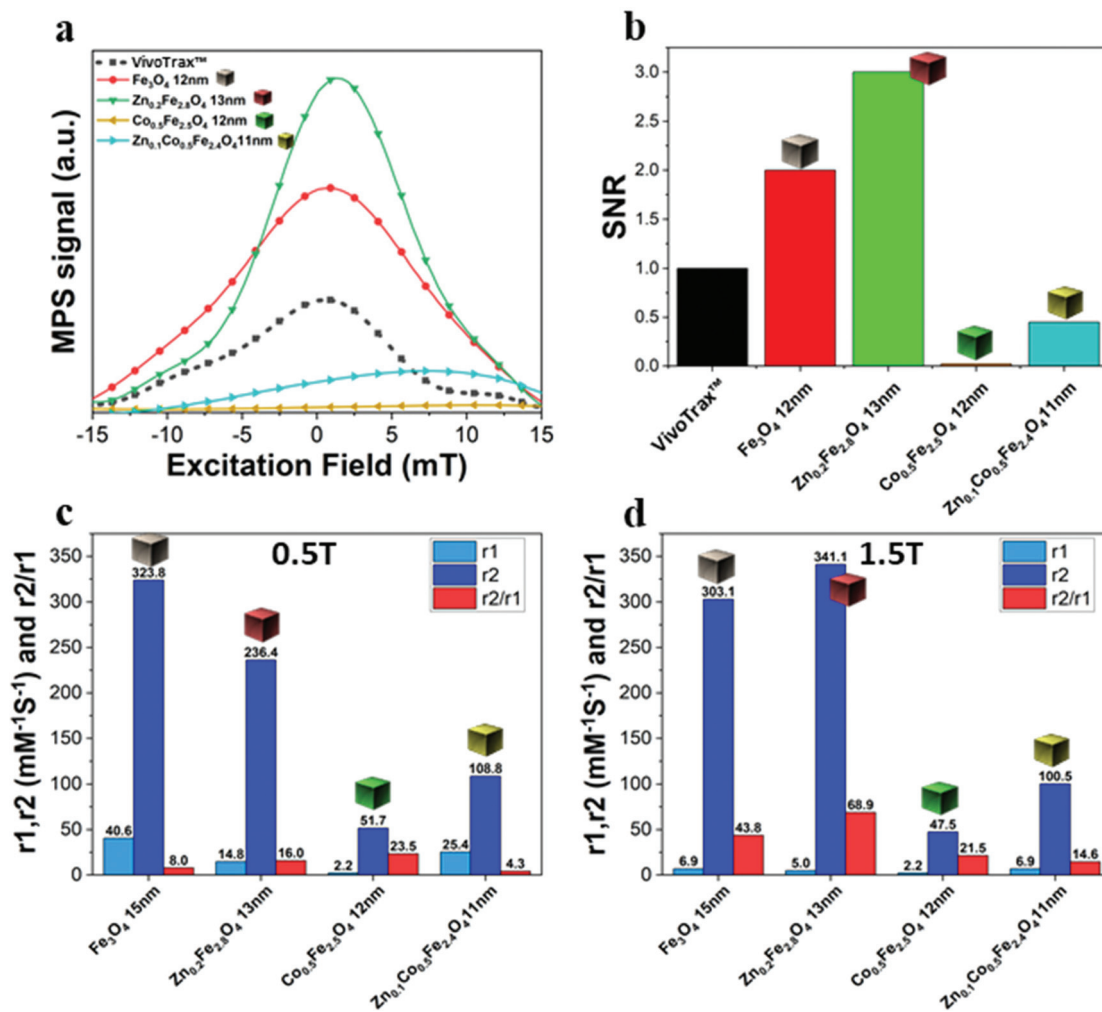 a
MPS signal (a.u.)
VivoTrax™
Fe₃O₄ 12nm
Zn₀.₂Fe₂.₈O₄ 13nm
Co₀.₅Fe₂.₅O₄ 12nm
Zn₀.₁Co₀.₅Fe₂.₄O₄11nm
-15 -10 -5 0 5 10 15
Excitation Field (mT)
b
SNR
3.0
2.5
2.0
1.5
1.0
0.5
0.0
VivoTrax™
Fe₃O₄ 12nm
Zn₀.₂Fe₂.₈O₄ 13nm
Co₀.₅Fe₂.₅O₄ 12nm
Zn₀.₁Co₀.₅Fe₂.₄O₄11nm
c
0.5T
r1,r2 (mM⁻¹S⁻¹) and r2/r1
350
300
250
200
150
100
50
0
r1
r2
r2/r1
40.6
323.8
8.0
14.8
236.4
16.0
2.2
51.7
23.5
25.4
108.8
4.3
Fe₃O₄ 15nm
Zn₀.₂Fe₂.₈O₄ 13nm
Co₀.₅Fe₂.₅O₄ 12nm
Zn₀.₁Co₀.₅Fe₂.₄O₄11nm
d
1.5T
r1,r2 (mM⁻¹S⁻¹) and r2/r1
350
300
250
200
150
100
50
0
r1
r2
r2/r1
6.9
303.1
43.8
5.0
341.1
68.9
2.2
47.5
21.5
6.9
100.5
14.6
Fe₃O₄ 15nm
Zn₀.₂Fe₂.₈O₄ 13nm
Co₀.₅Fe₂.₅O₄ 12nm
Zn₀.₁Co₀.₅Fe₂.₄O₄11nm